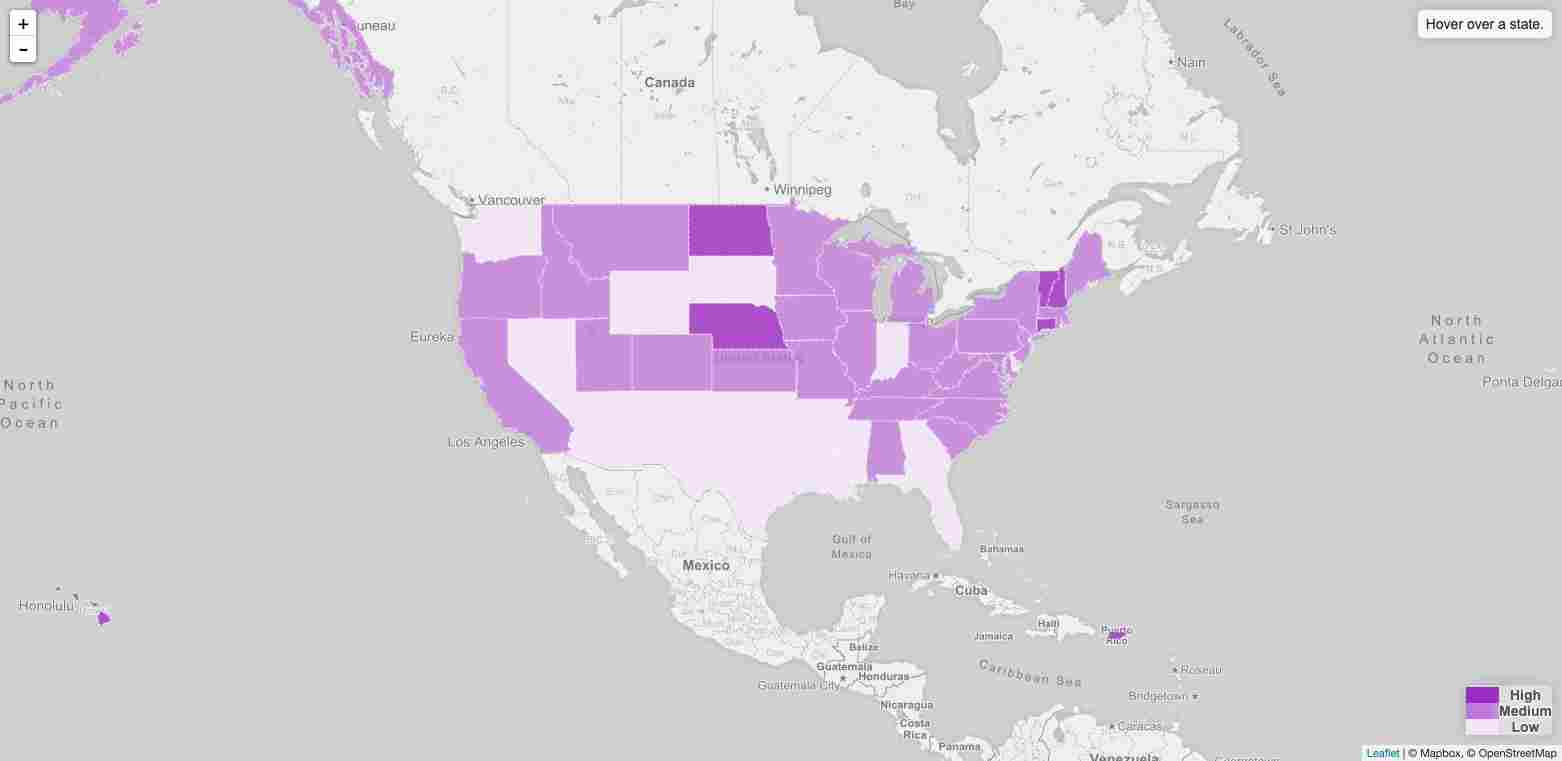 +
−
Hover over a state.
Bay
Juneau
Labrador Sea
Nain
Canada
B.C.
Winnipeg
Vancouver
St John's
N.B.
N.S.
Eureka
United States
North
Atlantic
Ocean
North
Pacific
Ocean
Ponta Delga
Los Angeles
Sargasso
Sea
Gulf of
Mexico
Bahamas
Mexico
Havana
Cuba
Honolulu
Haiti
Jamaica
Puerto
Rico
Belize
Guatemala
Honduras
Guatemala City
Caribbean Sea
Roseau
Bridgetown
Nicaragua
Costa
Rica
Caracas
Panama
Venezuela
Georgetown
High
Medium
Low
Leaflet | © Mapbox, © OpenStreetMap